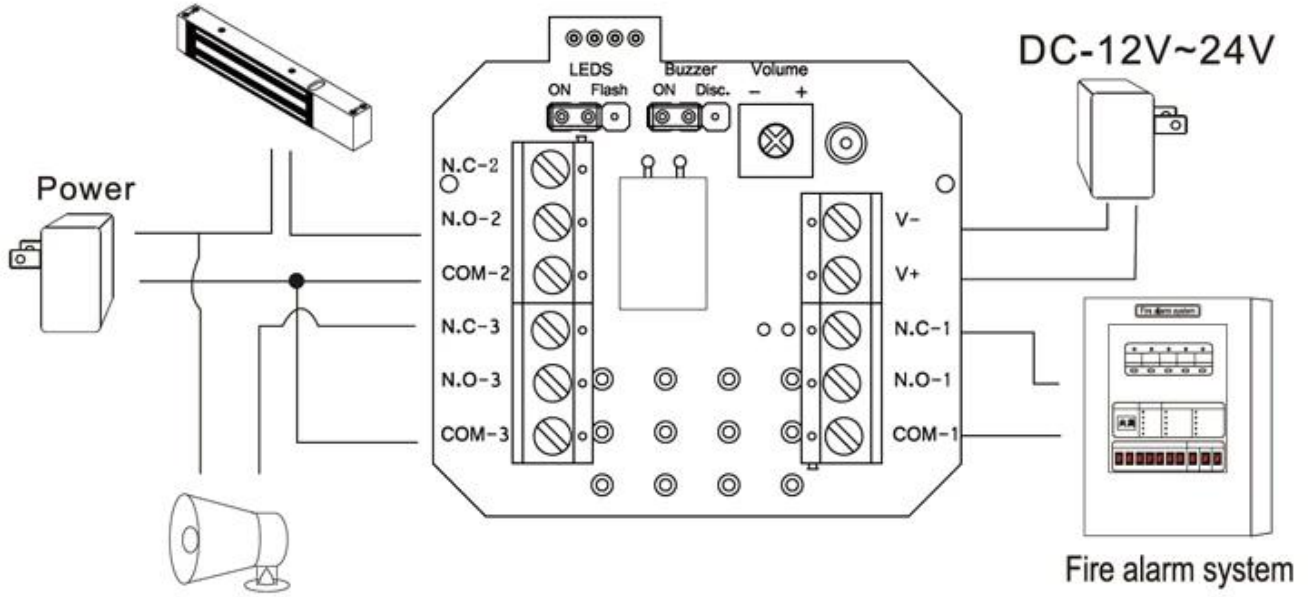 DC-12V~24V
LEDS Buzzer Volume
ON Flash ON Disc. - +
Power
N.C-2
N.O-2
COM-2
N.C-3
N.O-3
COM-3
V-
V+
N.C-1
N.O-1
COM-1
Fire alarm system
Fire alarm system